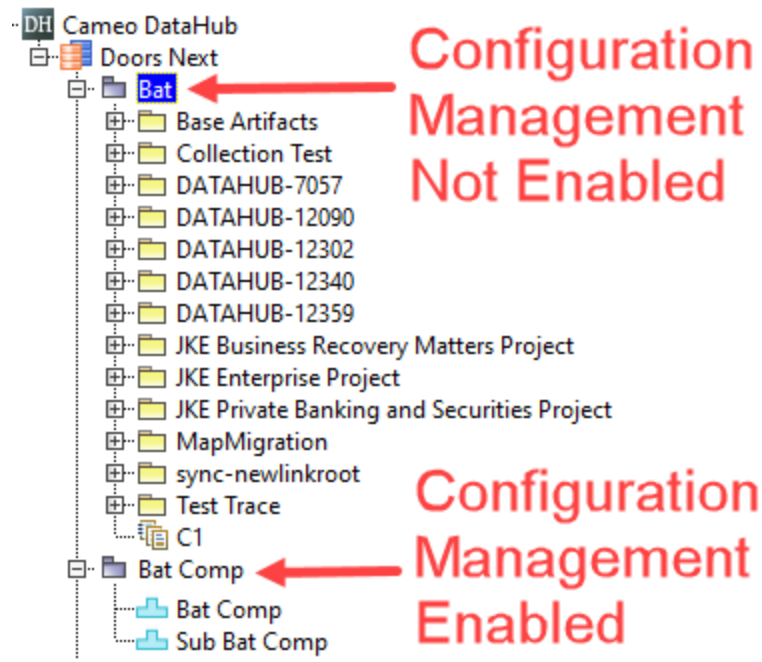 DH Cameo DataHub
Doors Next
Bat
Base Artifacts
Collection Test
DATAHUB-7057
DATAHUB-12090
DATAHUB-12302
DATAHUB-12340
DATAHUB-12359
JKE Business Recovery Matters Project
JKE Enterprise Project
JKE Private Banking and Securities Project
MapMigration
sync-newlinkroot
Test Trace
C1
Bat Comp
Bat Comp
Sub Bat Comp
Configuration
Management
Not Enabled
Configuration
Management
Enabled